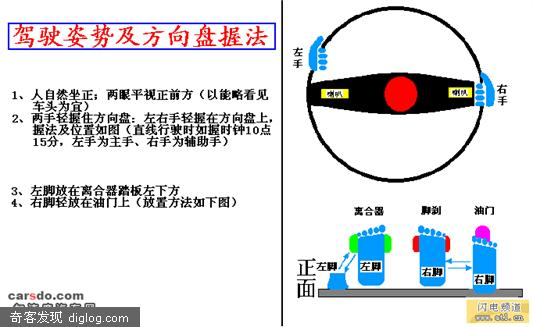 驾驶姿势及方向盘握法
1、人自然坐正；两眼平视正前方（以能略看见
车头为宜）
2、两手轻握住方向盘：左右手轻握在方向盘上，
握法及位置如图（直线行驶时如握时钟10点
15分，左手为主手、右手为辅助手）
3、左脚放在离合器踏板左下方
4、右脚轻放在油门上（放置方法如下图）
carsdo.com
奇客发现 diglog.com
左手
喇叭
喇叭
右手
离合器
脚刹
油门
正面
左脚
左脚
右脚
右脚
闪电频道